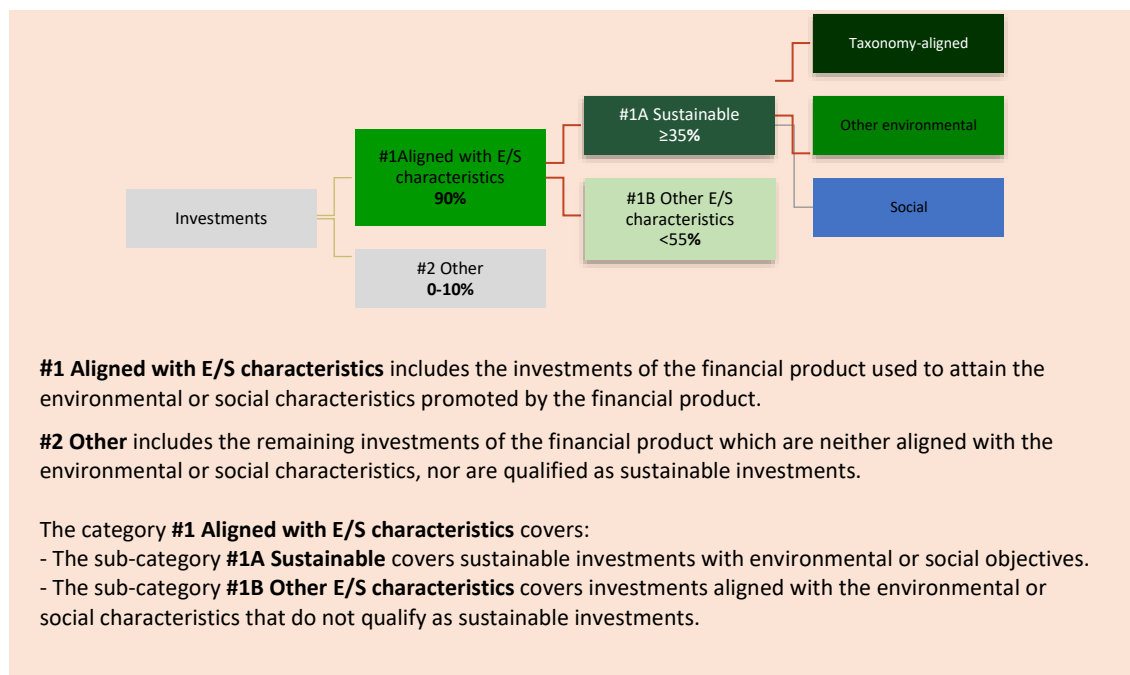 Taxonomy-aligned
#1A Sustainable
≥35%
Other environmental
#1Aligned with E/S
characteristics
90%
#1B Other E/S
characteristics
<55%
Investments
Social
#2 Other
0-10%
#1 Aligned with E/S characteristics includes the investments of the financial product used to attain the
environmental or social characteristics promoted by the financial product.
#2 Other includes the remaining investments of the financial product which are neither aligned with the
environmental or social characteristics, nor are qualified as sustainable investments.
The category #1 Aligned with E/S characteristics covers:
- The sub-category #1A Sustainable covers sustainable investments with environmental or social objectives.
- The sub-category #1B Other E/S characteristics covers investments aligned with the environmental or
social characteristics that do not qualify as sustainable investments.